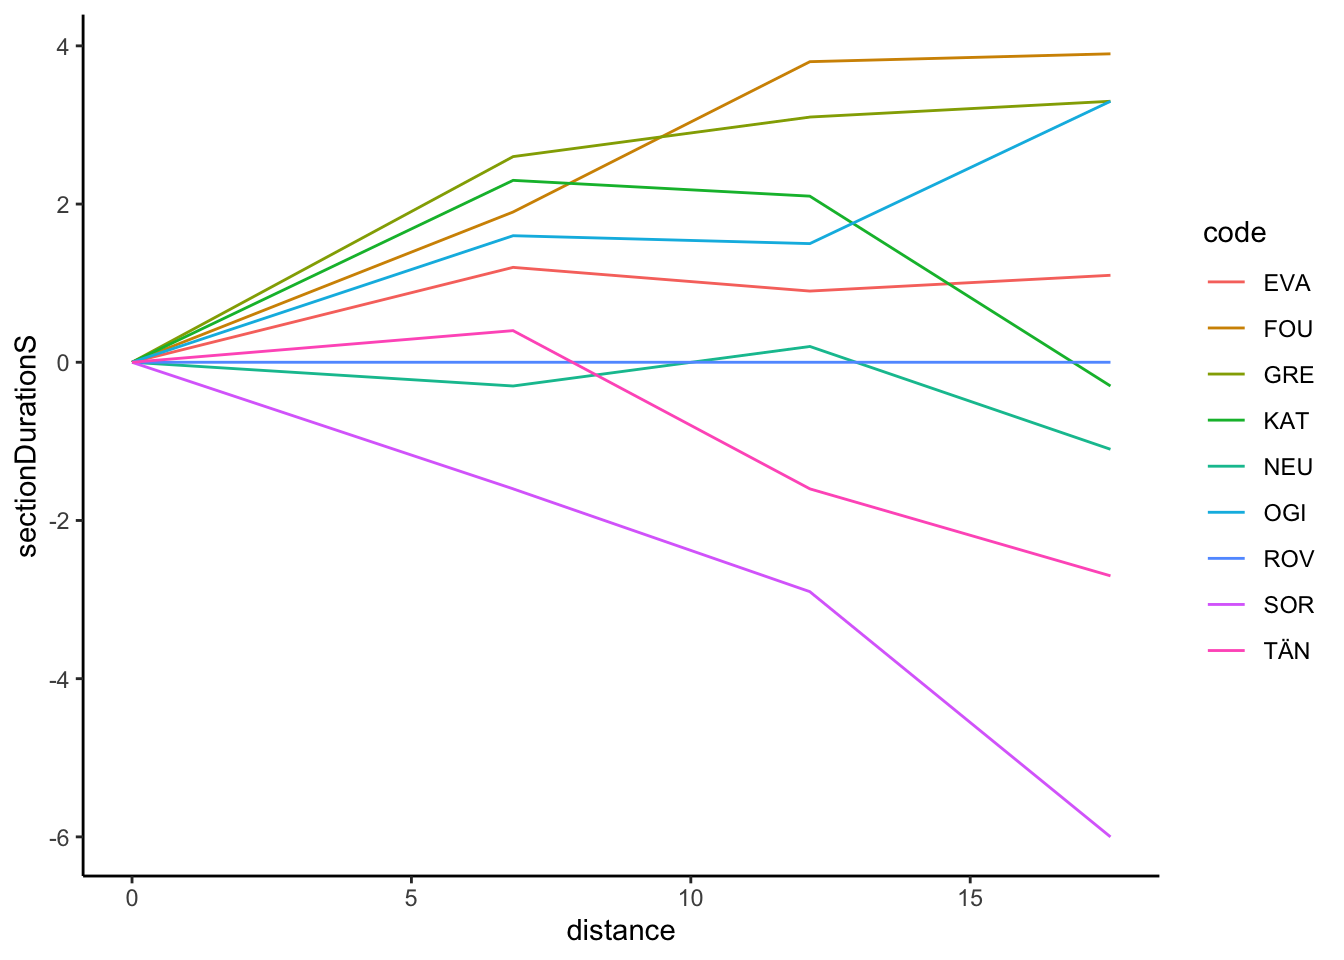 4
2
0
-2
-4
-6
sectionDurationS
0 5 10 15
distance
code
EVA
FOU
GRE
KAT
NEU
OGI
ROV
SOR
TÄN